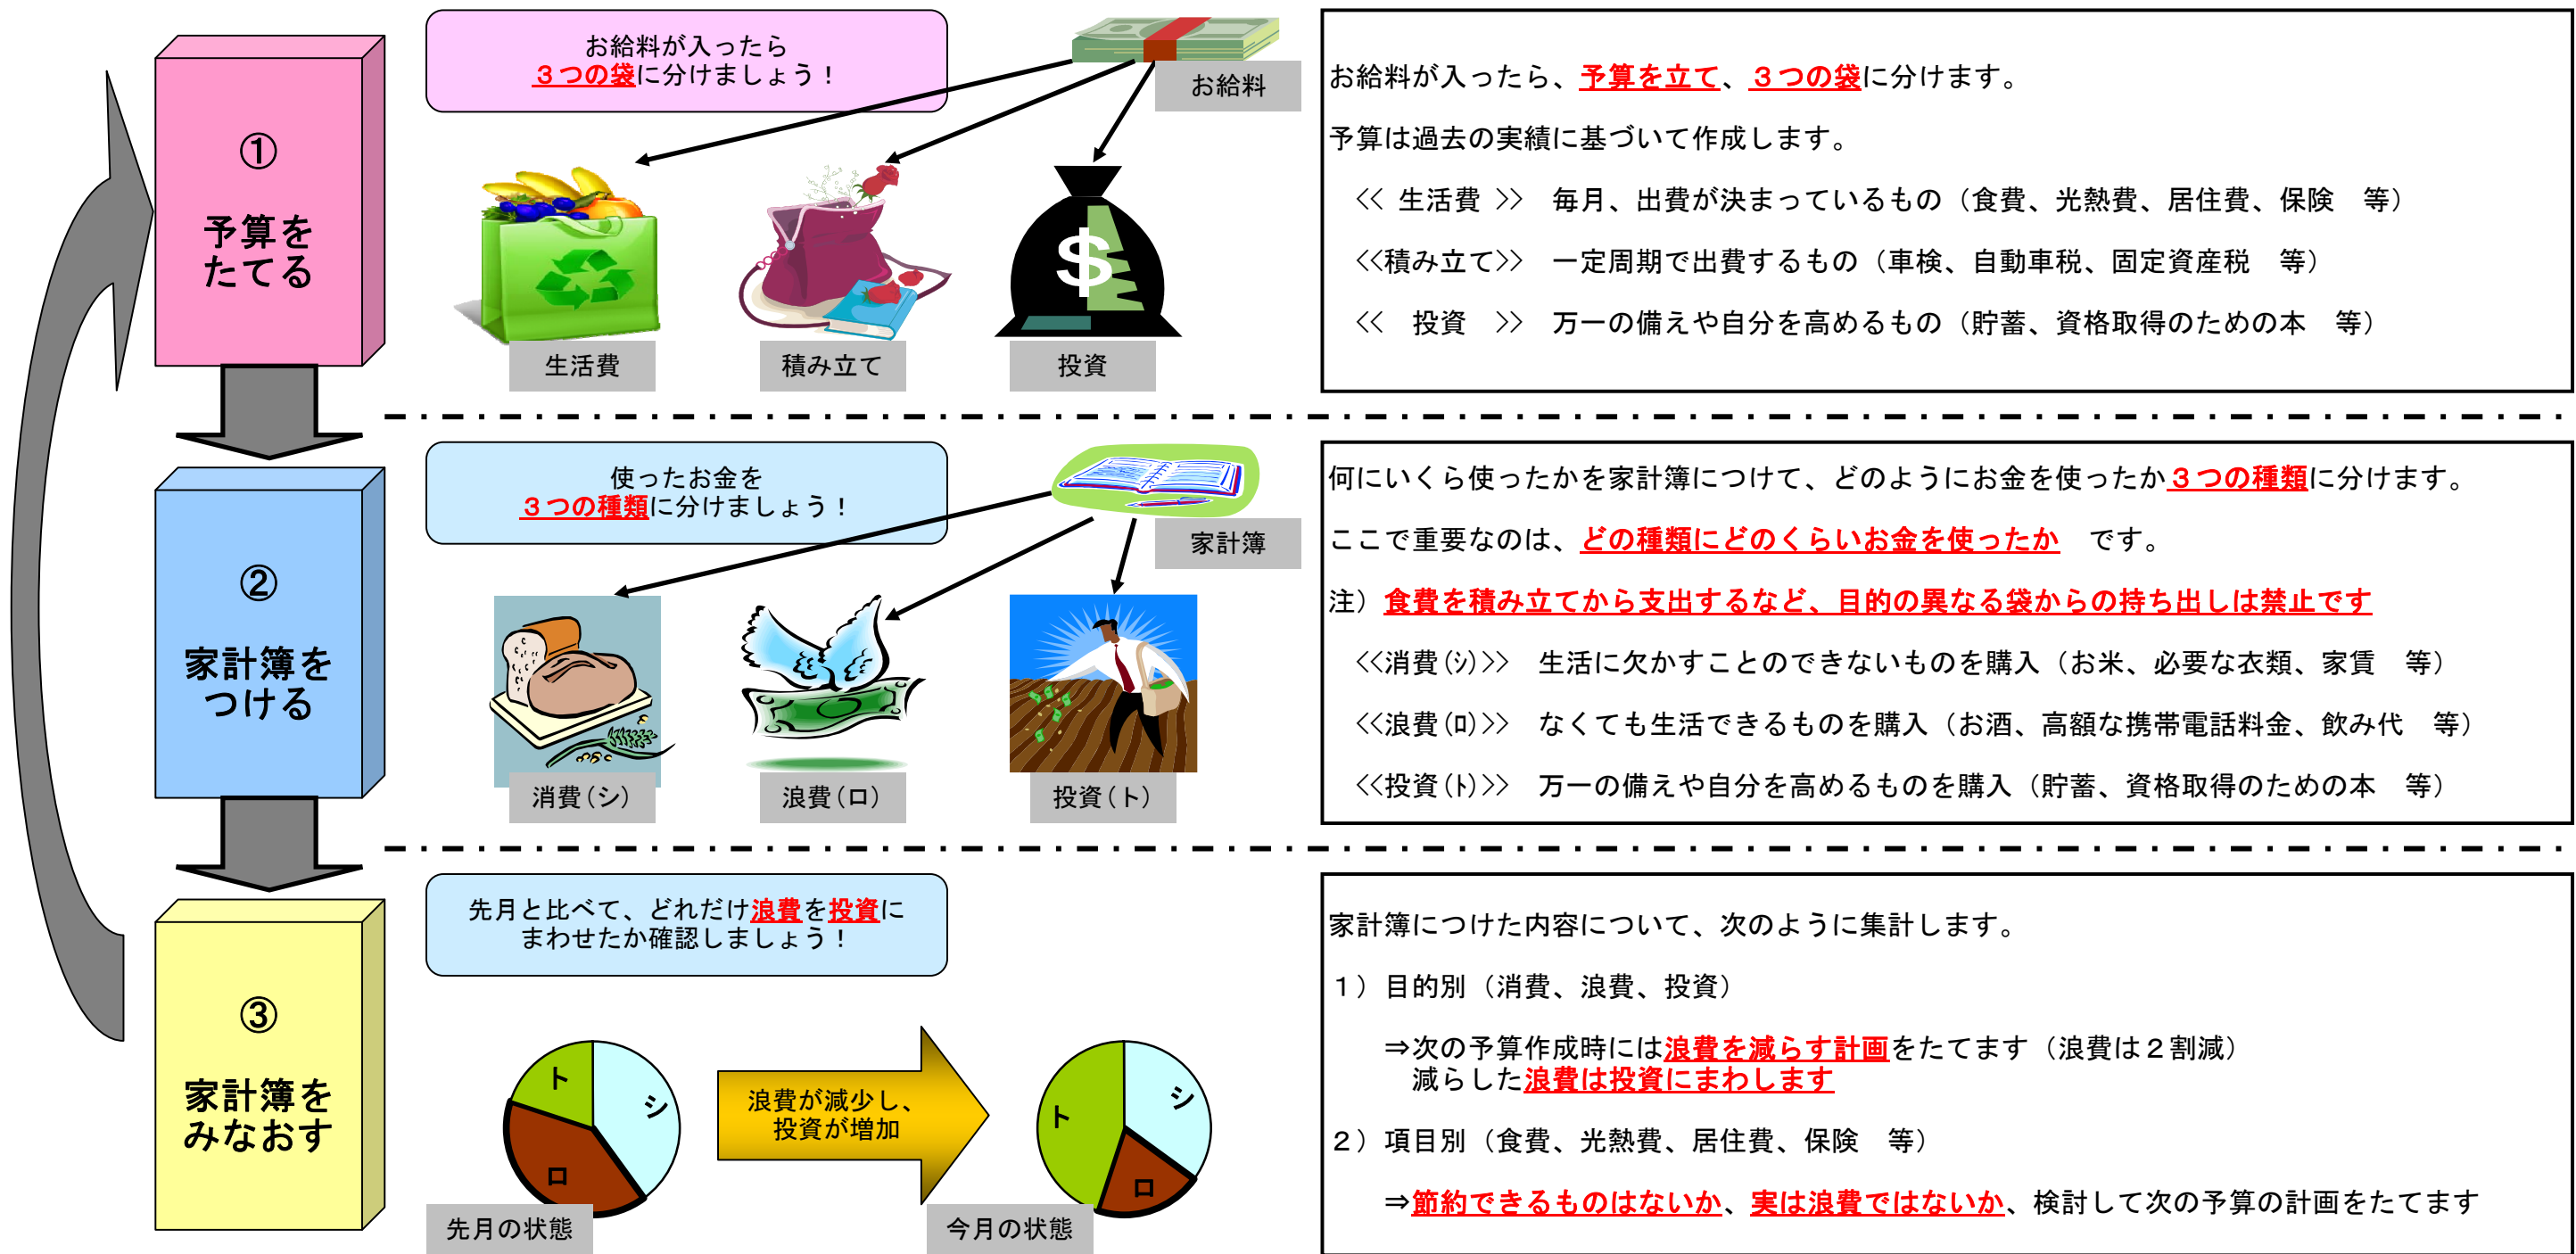 ①
予算を
たてる
お給料が入ったら
３つの袋に分けましょう！
お給料
生活費
積み立て
$
投資
お給料が入ったら、予算を立て、３つの袋に分けます。
予算は過去の実績に基づいて作成します。
<< 生活費 >>　毎月、出費が決まっているもの（食費、光熱費、居住費、保険　等）
<<積み立て>>　一定周期で出費するもの（車検、自動車税、固定資産税　等）
<<　投資　>>　万一の備えや自分を高めるもの（貯蓄、資格取得のための本　等）
②
家計簿を
つける
使ったお金を
３つの種類に分けましょう！
家計簿
消費(シ)
浪費(ロ)
投資(ト)
何にいくら使ったかを家計簿につけて、どのようにお金を使ったか３つの種類に分けます。
ここで重要なのは、どの種類にどのくらいお金を使ったか　です。
注）食費を積み立てから支出するなど、目的の異なる袋からの持ち出しは禁止です
<<消費(ｼ)>>　生活に欠かすことのできないものを購入（お米、必要な衣類、家賃　等）
<<浪費(ﾛ)>>　なくても生活できるものを購入（お酒、高額な携帯電話料金、飲み代　等）
<<投資(ﾄ)>>　万一の備えや自分を高めるものを購入（貯蓄、資格取得のための本　等）
③
家計簿を
みなおす
先月と比べて、どれだけ浪費を投資に
まわせたか確認しましょう！
ト
シ
ロ
先月の状態
浪費が減少し、
投資が増加
ト
シ
ロ
今月の状態
家計簿につけた内容について、次のように集計します。
１）目的別（消費、浪費、投資）
⇒次の予算作成時には浪費を減らす計画をたてます（浪費は２割減）
減らした浪費は投資にまわします
２）項目別（食費、光熱費、居住費、保険　等）
⇒節約できるものはないか、実は浪費ではないか、検討して次の予算の計画をたてます